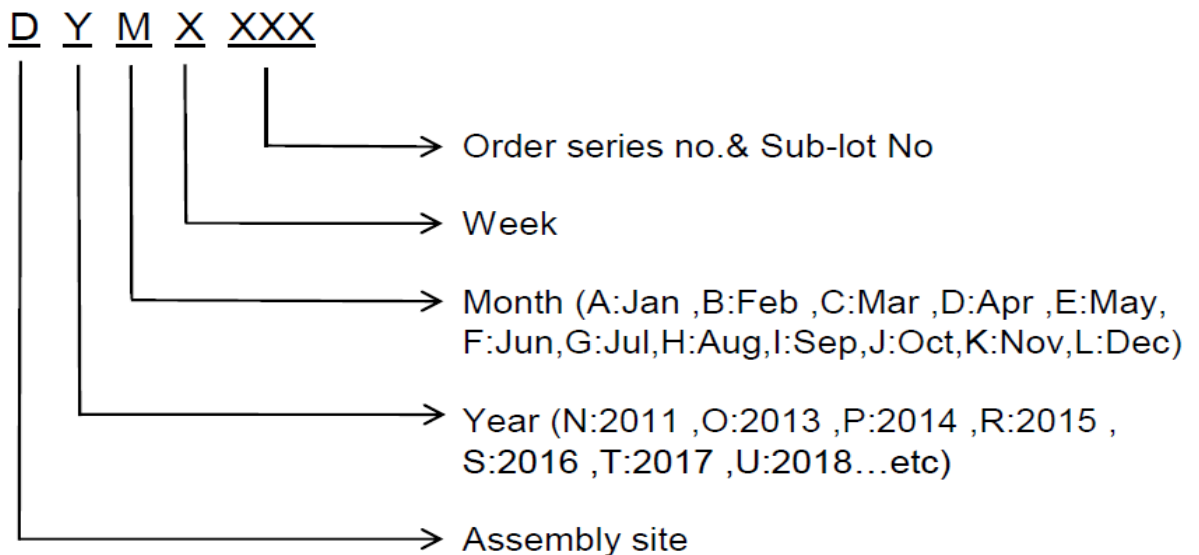 D Y M X XXX
Order series no.& Sub-lot No
Week
Month (A:Jan ,B:Feb ,C:Mar ,D:Apr ,E:May,
F:Jun,G:Jul,H:Aug,I:Sep,J:Oct,K:Nov,L:Dec)
Year (N:2011 ,O:2013 ,P:2014 ,R:2015 ,
S:2016 ,T:2017 ,U:2018...etc)
Assembly site